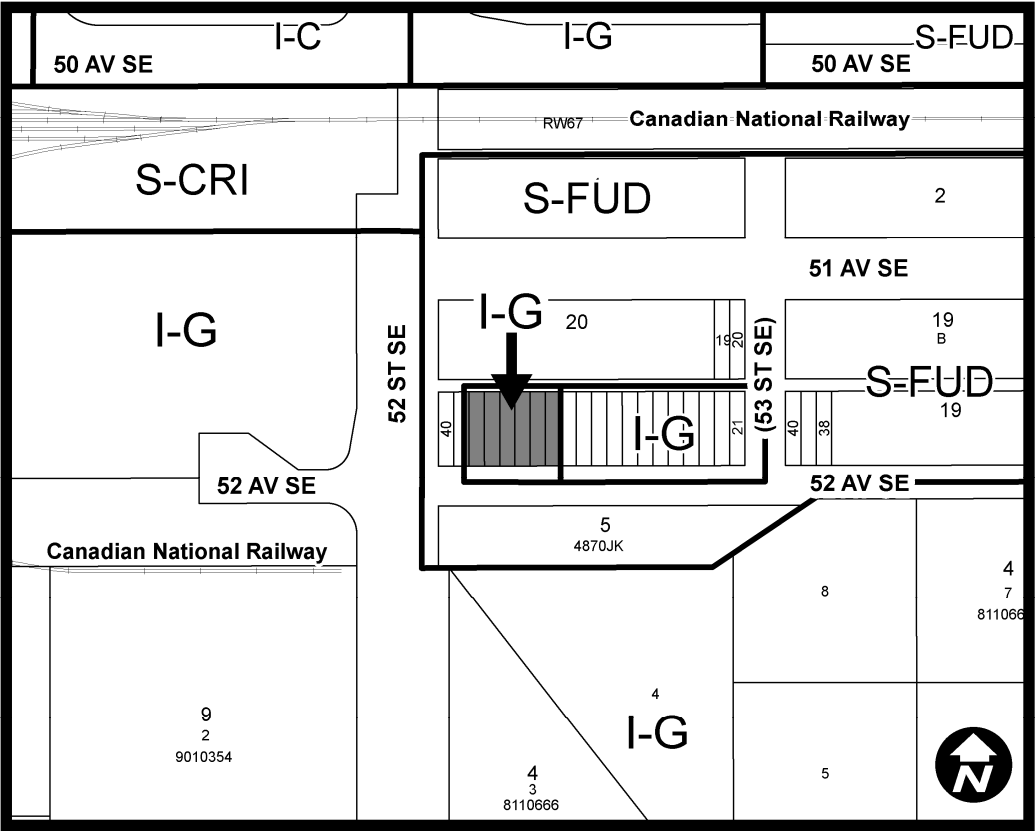 I-C
I-G
S-FUD
50 AV SE
50 AV SE
RW67
Canadian National Railway
S-CRI
S-FUD
2
51 AV SE
I-G
I-G
20
19
20
19
B
52 ST SE
(53 ST SE)
S-FUD
19
40
I-G
21
40
38
52 AV SE
52 AV SE
5
4870JK
Canadian National Railway
4
7
811066
8
9
2
9010354
4
I-G
4
3
8110666
5
N